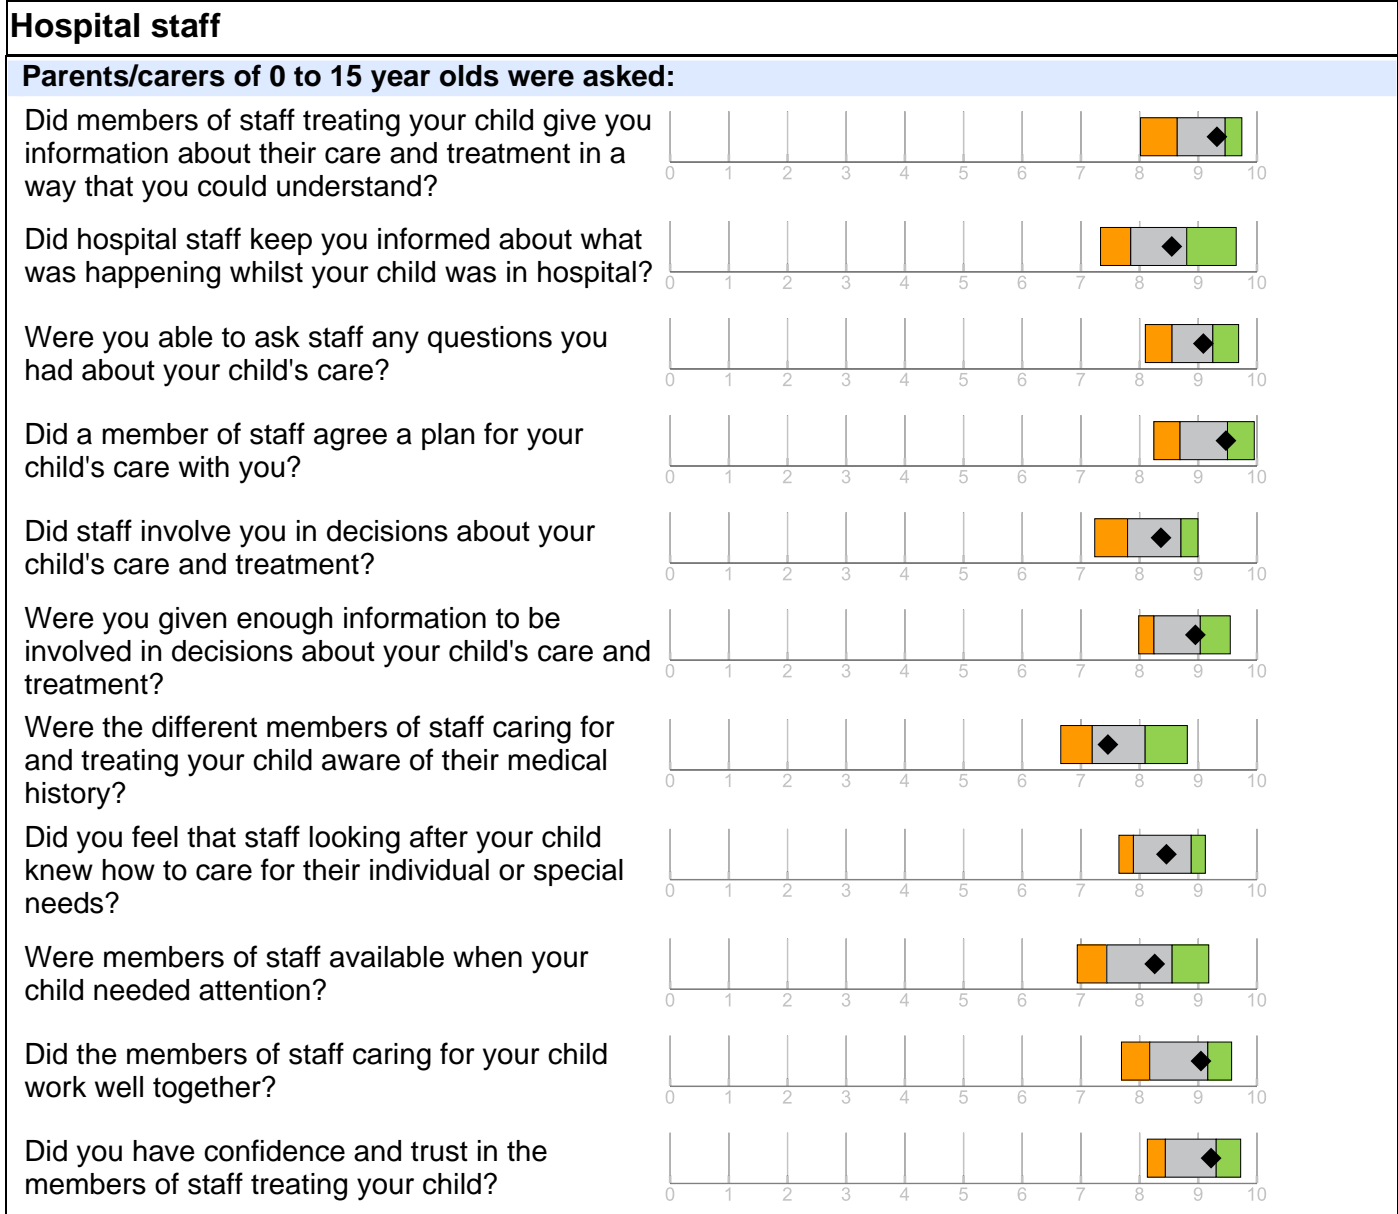 Hospital staff
Parents/carers of 0 to 15 year olds were asked:
Did members of staff treating your child give you
information about their care and treatment in a
way that you could understand?
0 1 2 3 4 5 6 7 8 9 10
Did hospital staff keep you informed about what
was happening whilst your child was in hospital?
0 1 2 3 4 5 6 7 8 9 10
Were you able to ask staff any questions you
had about your child's care?
0 1 2 3 4 5 6 7 8 9 10
Did a member of staff agree a plan for your
child's care with you?
0 1 2 3 4 5 6 7 8 9 10
Did staff involve you in decisions about your
child's care and treatment?
0 1 2 3 4 5 6 7 8 9 10
Were you given enough information to be
involved in decisions about your child's care and
treatment?
0 1 2 3 4 5 6 7 8 9 10
Were the different members of staff caring for
and treating your child aware of their medical
history?
0 1 2 3 4 5 6 7 8 9 10
Did you feel that staff looking after your child
knew how to care for their individual or special
needs?
0 1 2 3 4 5 6 7 8 9 10
Were members of staff available when your
child needed attention?
0 1 2 3 4 5 6 7 8 9 10
Did the members of staff caring for your child
work well together?
0 1 2 3 4 5 6 7 8 9 10
Did you have confidence and trust in the
members of staff treating your child?
0 1 2 3 4 5 6 7 8 9 10